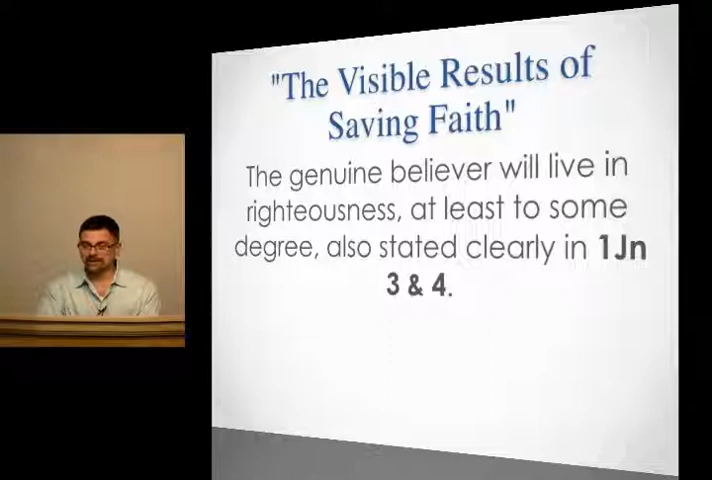 "The Visible Results of
Saving Faith"
The genuine believer will live in
righteousness, at least to some
degree, also stated clearly in 1Jn
3 & 4.